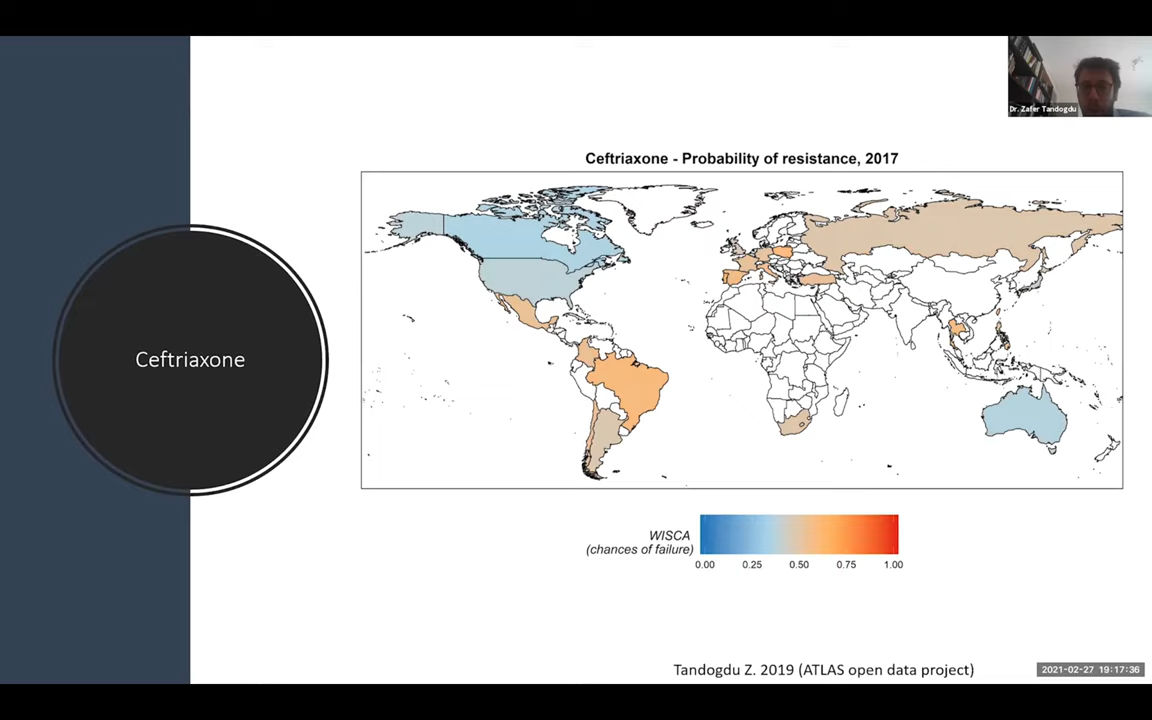 Dr. Zafer Tandogdu
Ceftriaxone - Probability of resistance, 2017
Ceftriaxone
WISCA
(chances of failure)
0.00 0.25 0.50 0.75 1.00
Tandogdu Z. 2019 (ATLAS open data project)
2021-02-27 19:17:36